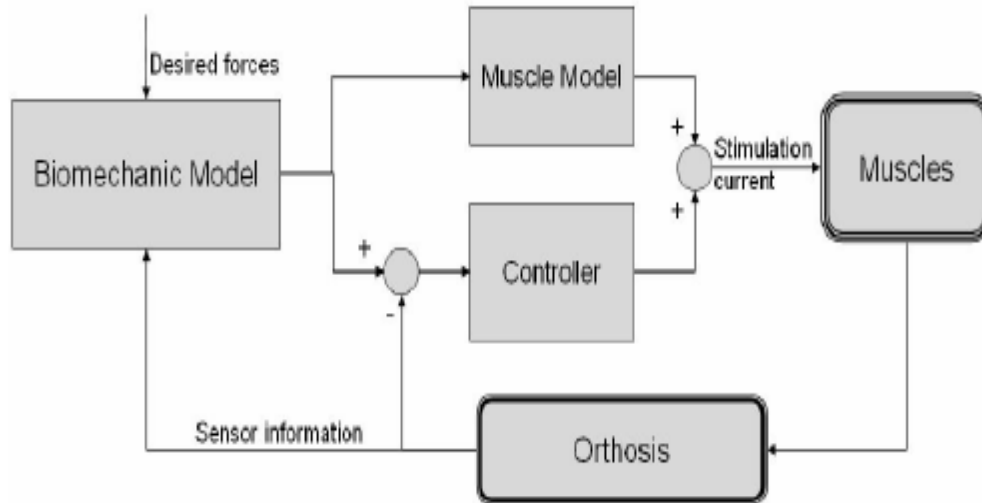 Desired forces
Biomechanic Model
Muscle Model
+
Stimulation
current
+
Muscles
+
-
Controller
Sensor information
Orthosis